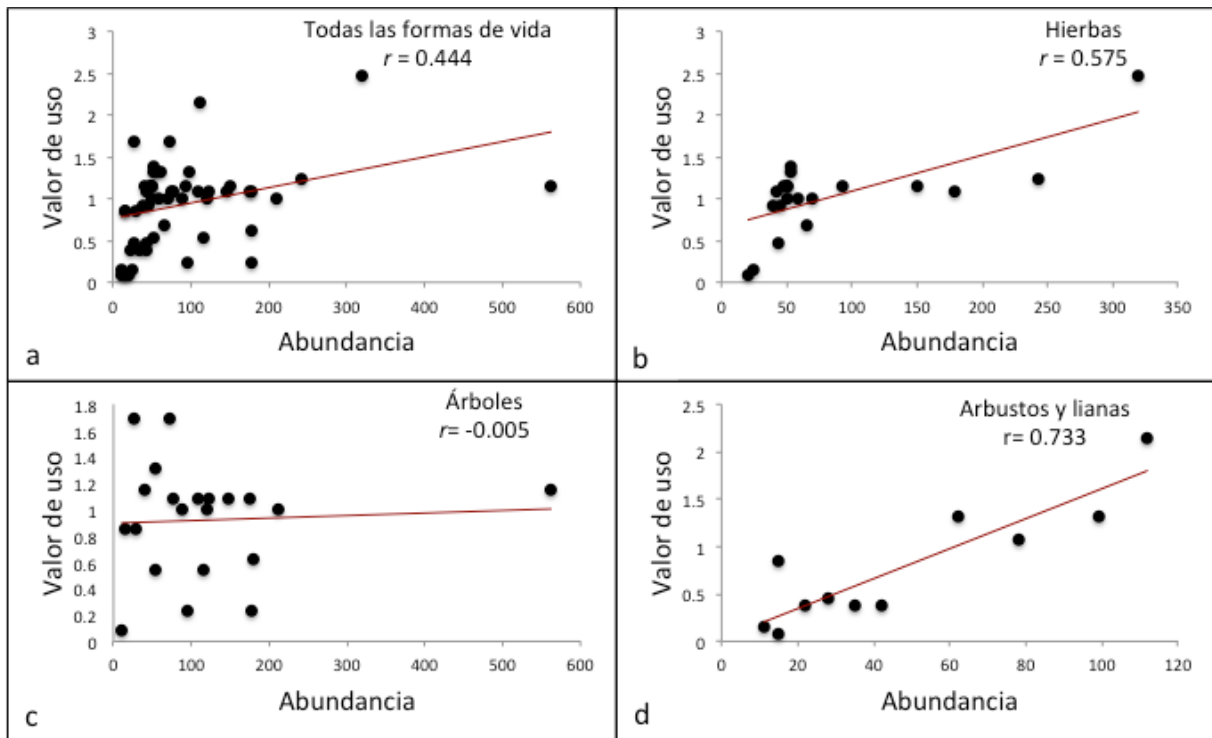 Todas las formas de vida
r = 0.444
Valor de uso
3
2.5
2
1.5
1
0.5
0
0 100 200 300 400 500 600
Abundancia
a
Hierbas
r = 0.575
Valor de uso
3
2.5
2
1.5
1
0.5
0
0 50 100 150 200 250 300 350
Abundancia
b
Árboles
r= -0.005
Valor de uso
1.8
1.6
1.4
1.2
1
0.8
0.6
0.4
0.2
0
0 100 200 300 400 500 600
Abundancia
c
Arbustos y lianas
r= 0.733
Valor de uso
2.5
2
1.5
1
0.5
0
0 20 40 60 80 100 120
Abundancia
d